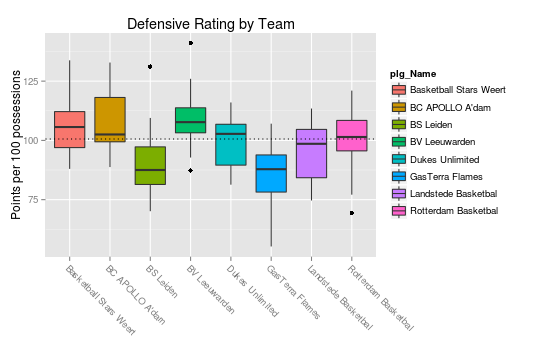 Defensive Rating by Team
Points per 100 possessions
125
100
75
Basketball Stars Weert
BC APOLLO A'dam
BS Leiden
BV Leeuwarden
Dukes Unlimited
GasTerra Flames
Landstede Basketbal
Rotterdam Basketbal
plg_Name
Basketball Stars Weert
BC APOLLO A'dam
BS Leiden
BV Leeuwarden
Dukes Unlimited
GasTerra Flames
Landstede Basketbal
Rotterdam Basketbal